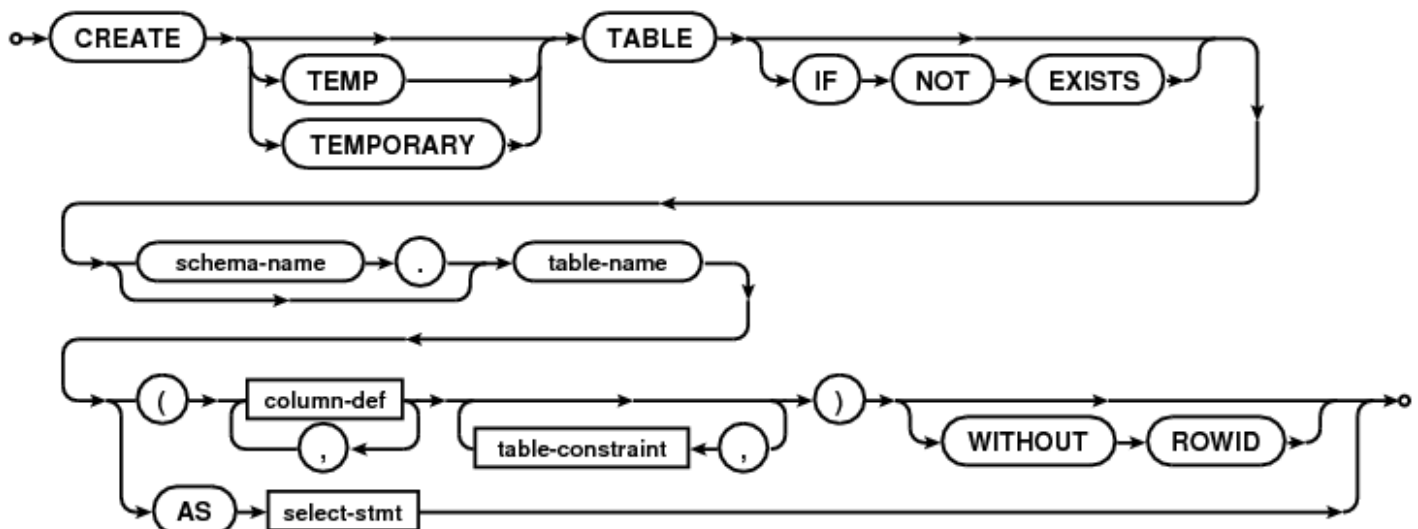 CREATE TABLE
TEMP IF NOT EXISTS
TEMPORARY
schema-name . table-name
( column-def )
, table-constraint , WITHOUT ROWID
AS select-stmt